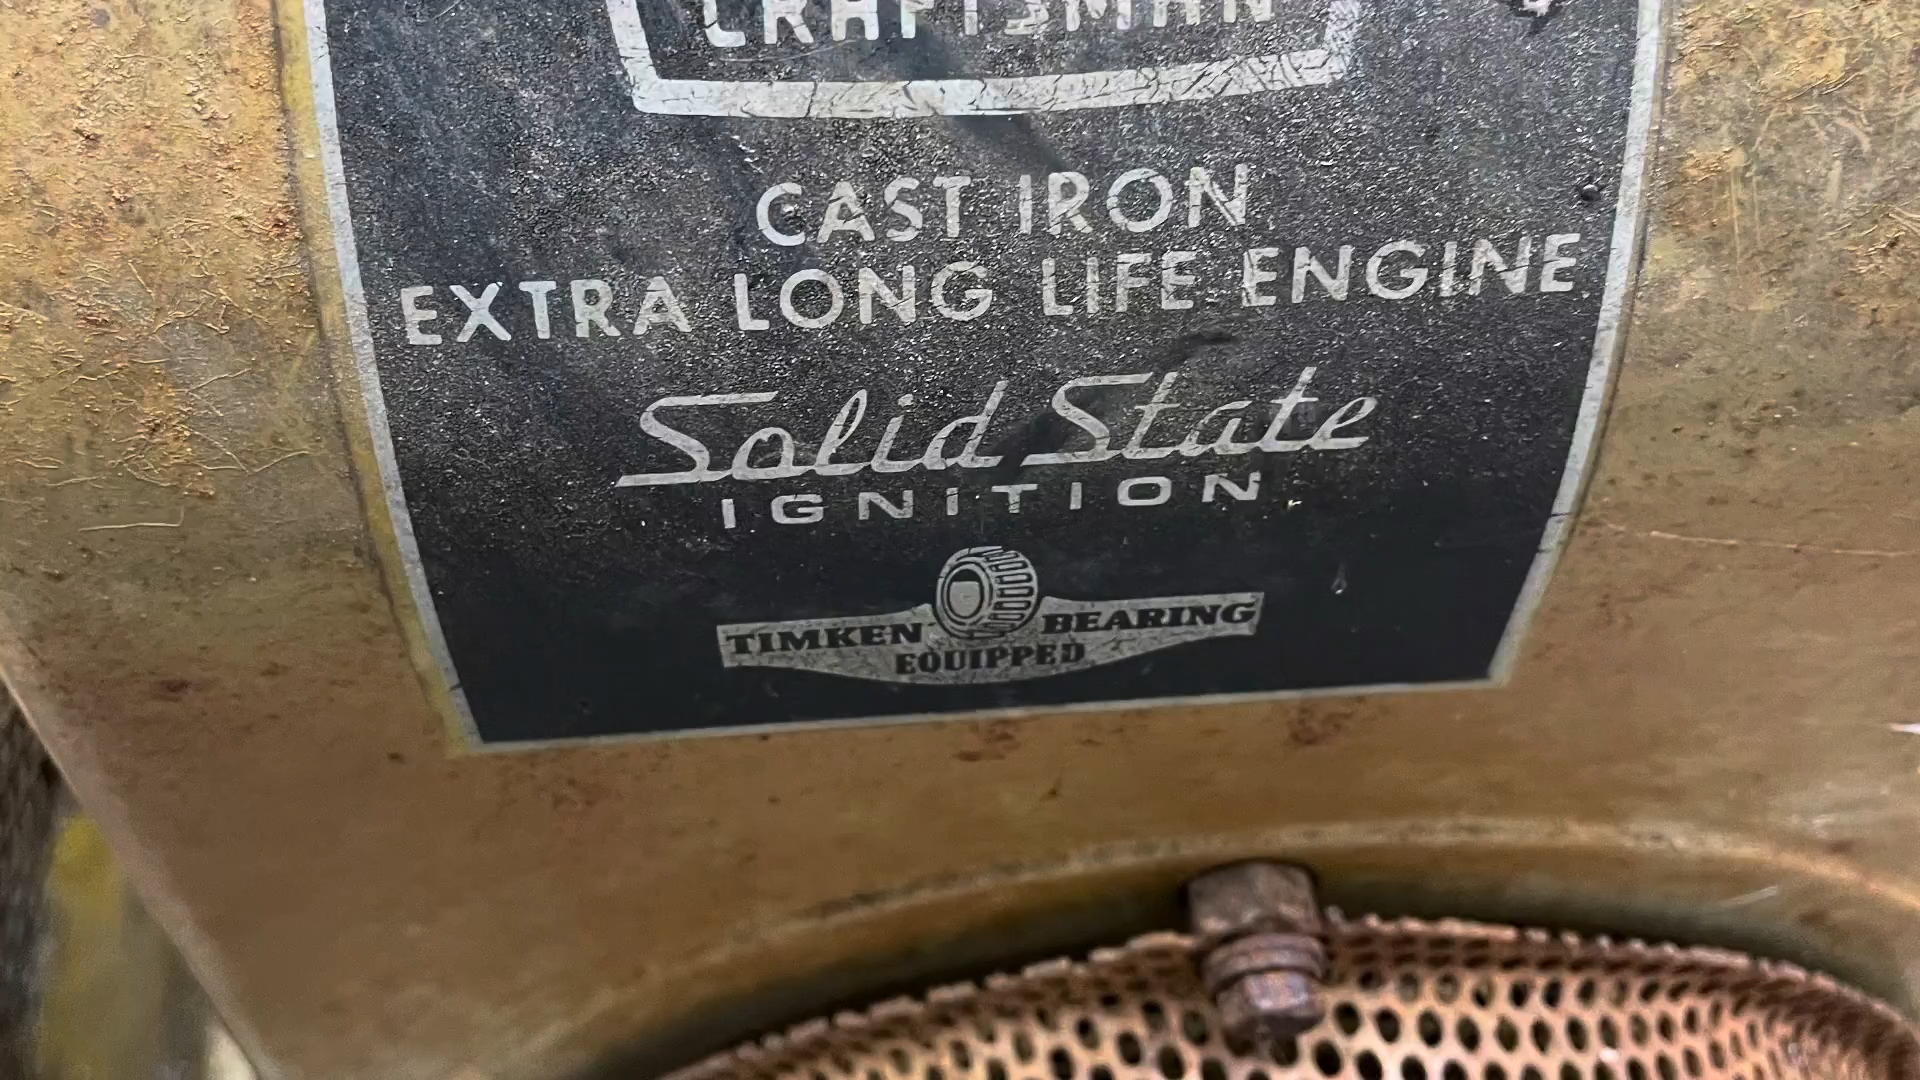 CRAFTSMAN
CAST IRON
EXTRA LONG LIFE ENGINE
Solid State
IGNITION
TIMKEN BEARING
EQUIPPED